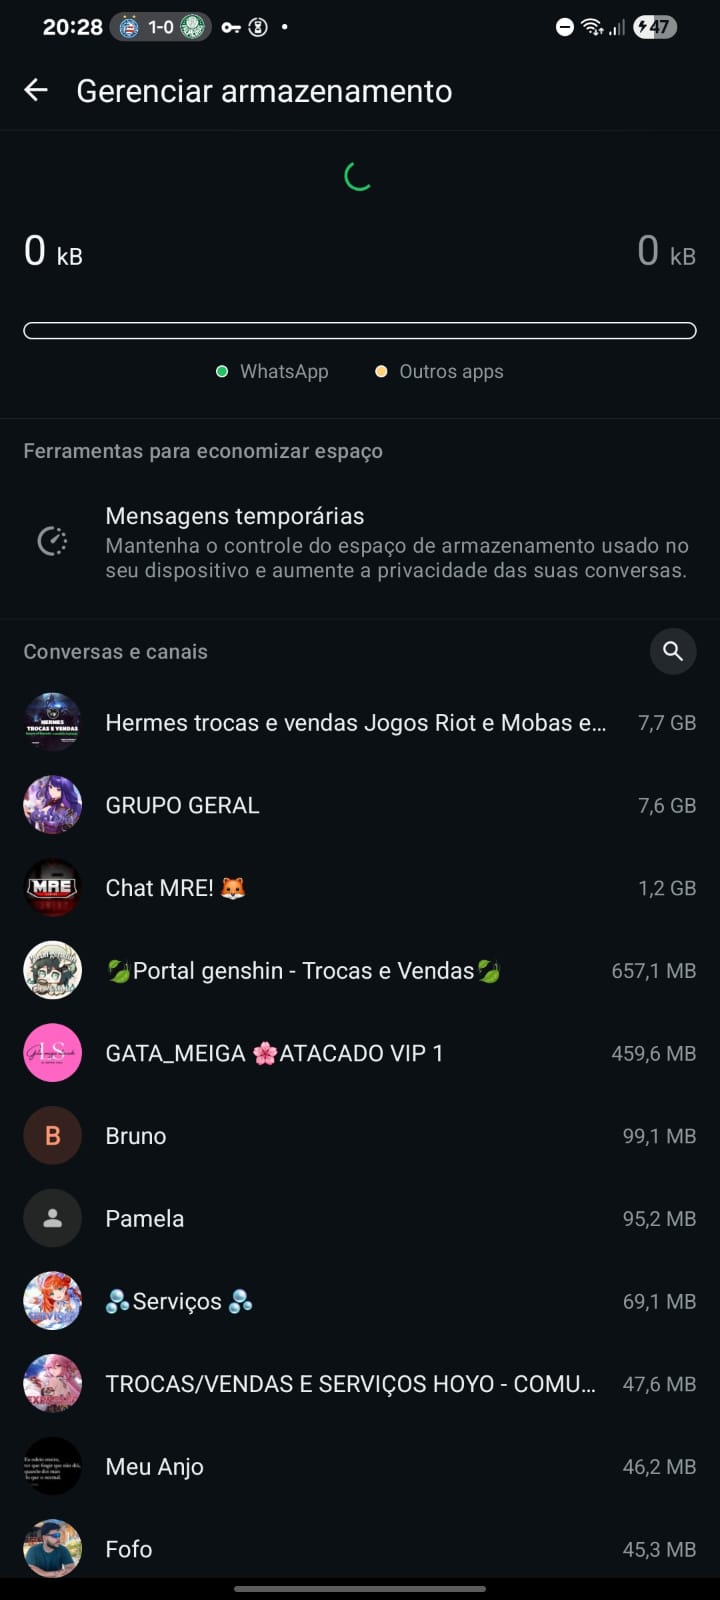 20:28 1-0 47
Gerenciar armazenamento
0 kB 0 kB
WhatsApp Outros apps
Ferramentas para economizar espaço
Mensagens temporárias
Mantenha o controle do espaço de armazenamento usado no
seu dispositivo e aumente a privacidade das suas conversas.
Conversas e canais
HERMES
TROCAS E VENDAS
Hermes trocas e vendas Jogos Riot e Mobas e... 7,7 GB
GRUPO GERAL 7,6 GB
MRE
Chat MRE! 🦊 1,2 GB
🍃Portal genshin - Trocas e Vendas🍃 657,1 MB
LS
GATA_MEIGA 🌸ATACADO VIP 1 459,6 MB
B
Bruno 99,1 MB
Pamela 95,2 MB
🫧Serviços 🫧 69,1 MB
TROCAS/VENDAS E SERVIÇOS HOYO - COMU... 47,6 MB
Meu Anjo 46,2 MB
Fofo 45,3 MB